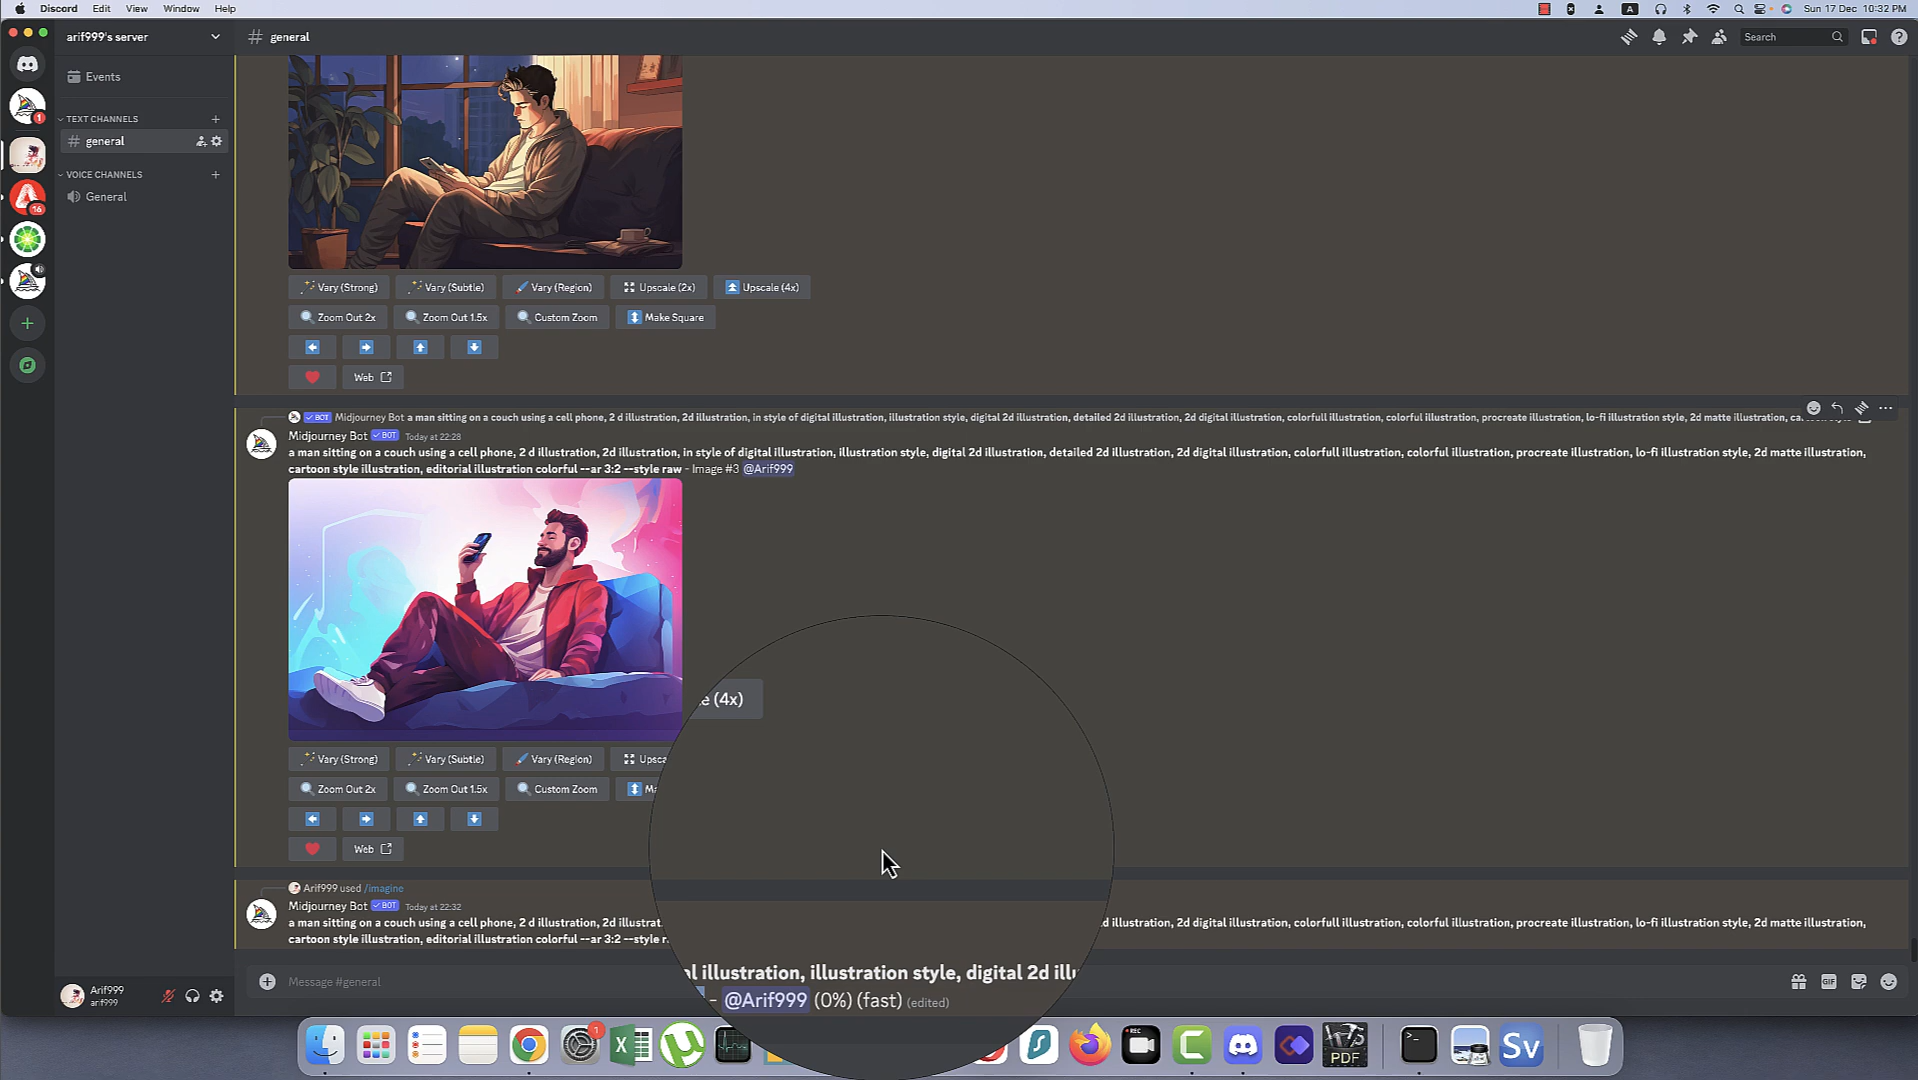 Discord Edit View Window Help
A
Sun 17 Dec 10:32 PM
arif999's server
general
Search
Events
1
TEXT CHANNELS
general
VOICE CHANNELS
16
General
Vary (Strong) Vary (Subtle) Vary (Region) Upscale (2x) Upscale (4x)
Zoom Out 2x Zoom Out 1.5x Custom Zoom Make Square
Web
BOT Midjourney Bot a man sitting on a couch using a cell phone, 2 d illustration, 2d illustration, in style of digital illustration, illustration style, digital 2d illustration, detailed 2d illustration, 2d digital illustration, colorfull illustration, colorful illustration, procreate illustration, lo-fi illustration style, 2d matte illustration,
Midjourney Bot BOT Today at 22:28
a man sitting on a couch using a cell phone, 2 d illustration, 2d illustration, in style of digital illustration, illustration style, digital 2d illustration, detailed 2d illustration, 2d digital illustration, colorfull illustration, colorful illustration, procreate illustration, lo-fi illustration style, 2d matte illustration,
cartoon style illustration, editorial illustration colorful --ar 3:2 --style raw - Image #3 @Arif999
e (4x)
Vary (Strong) Vary (Subtle) Vary (Region) Upsca
Zoom Out 2x Zoom Out 1.5x Custom Zoom Ma
Web
Arif999 used /imagine
Midjourney Bot BOT Today at 22:32
a man sitting on a couch using a cell phone, 2 d illustration, 2d illustrat d illustration, 2d digital illustration, colorfull illustration, colorful illustration, procreate illustration, lo-fi illustration style, 2d matte illustration,
cartoon style illustration, editorial illustration colorful --ar 3:2 --style r
al illustration, illustration style, digital 2d illu
- @Arif999 (0%) (fast) (edited)
Message #general
GIF
Arif999
arif999
1
REC
PDF
Sv